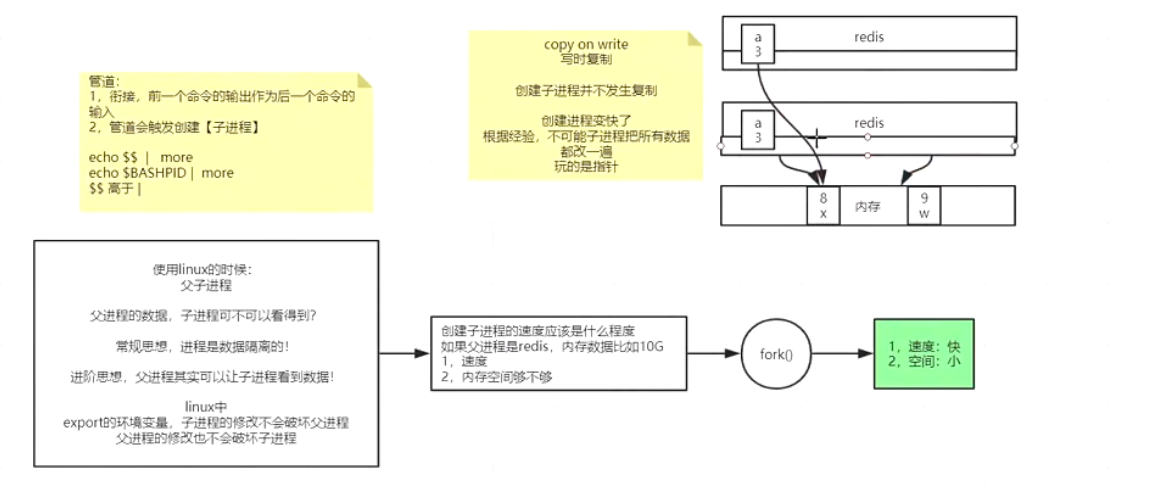 管道：
1，衔接，前一个命令的输出作为后一个命令的
输入
2，管道会触发创建【子进程】
echo $$ | more
echo $BASHPID | more
$$ 高于 |
copy on write
写时复制
创建子进程并不发生复制
创建进程变快了
根据经验，不可能子进程把所有数据
都改一遍
玩的是指针
a
3
redis
a
3
redis
8
x
内存
9
w
使用linux的时候：
父子进程
父进程的数据，子进程可不可以看得到？
常规思想，进程是数据隔离的！
进阶思想，父进程其实可以让子进程看到数据！
linux中
export的环境变量，子进程的修改不会破坏父进程
父进程的修改也不会破坏子进程
创建子进程的速度应该是什么程度
如果父进程是redis，内存数据比如10G
1，速度
2，内存空间够不够
fork()
1，速度：快
2，空间：小